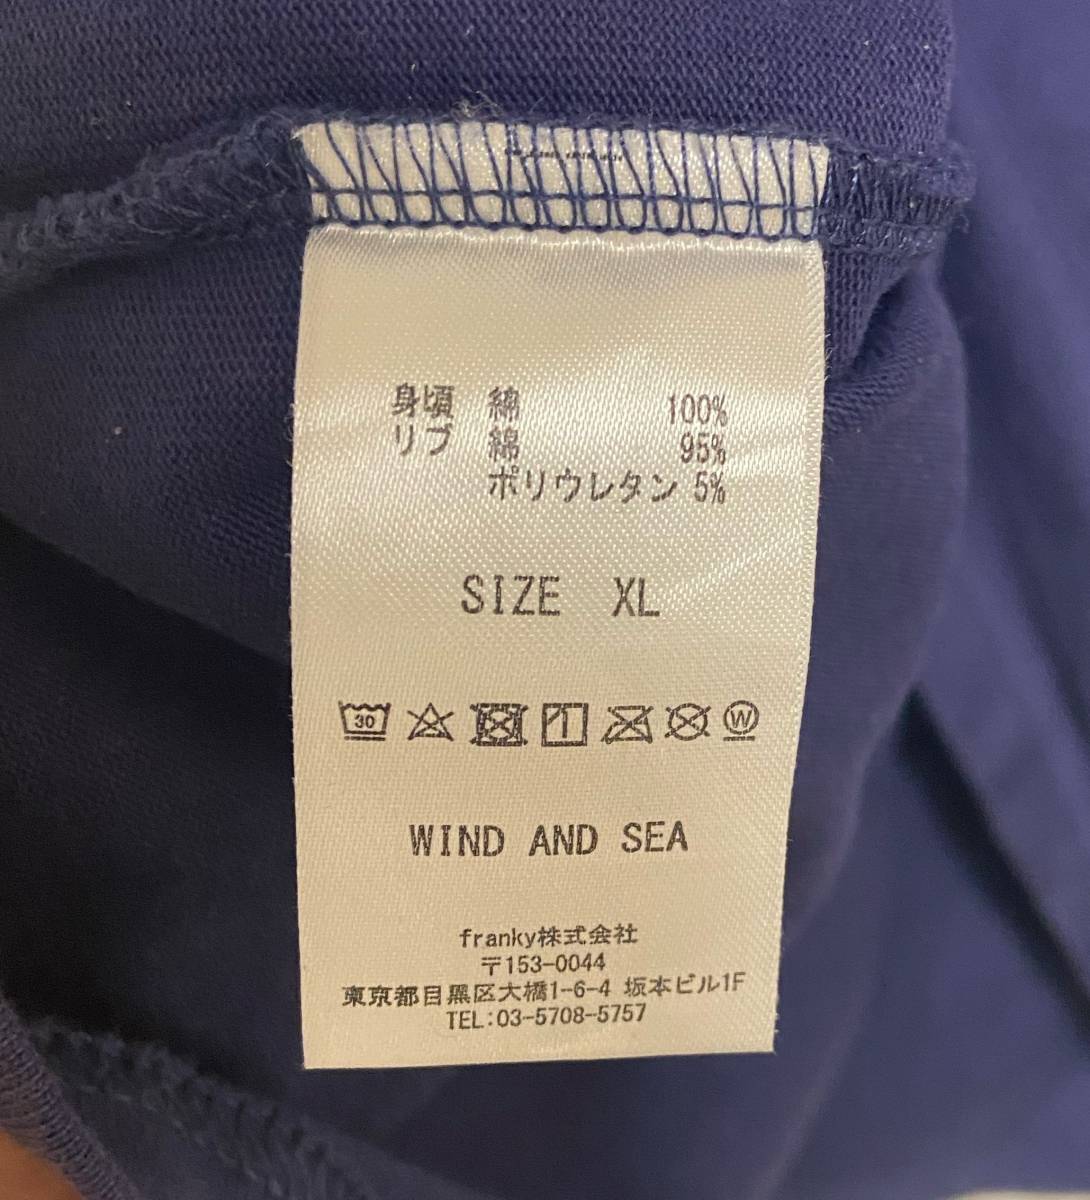 身頃 綿 100%
リブ 綿 95%
ポリウレタン 5%
SIZE XL
30 W
WIND AND SEA
franky株式会社
〒153-0044
東京都目黒区大橋1-6-4 坂本ビル1F
TEL:03-5708-5757